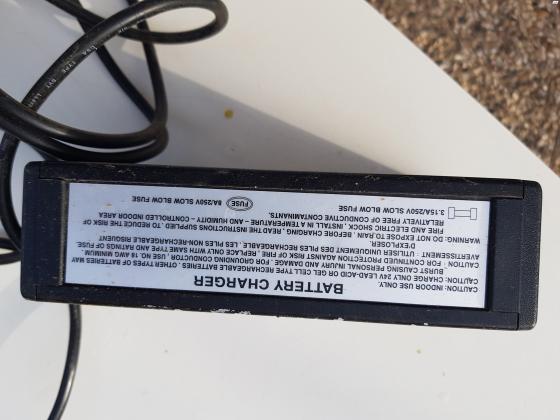 BATTERY CHARGER
CAUTION: INDOOR USE ONLY.
CAUTION: CHARGE 24V ONLY LEAD-ACID OR GEL CELL TYPE RECHARGEABLE BATTERIES, OTHER TYPES OF BATTERIES MAY
BURST CAUSING PERSONAL INJURY AND DAMAGE, FOR GROUNDING CONDUCTOR, USE NO 18 AWG MIN.
CAUTION : FOR CONTINUED PROTECTION AGAINST RISK OF FIRE, REPLACE ONLY WITH SAME TYPE AND RATINGS OF FUSE.
AVERTISSEMENT : UTILISER UNIQUEMENT DES PILES RECHARGEABLE, LES PILES NON-RECHARGEABLE RISQUENT
D'EXPLOSER.
WARNING: DO NOT EXPOSE TO RAIN, BEFORE CHARGING, READ THE INSTRUCTIONS SUPPLIED, TO REDUCE THE RISK OF
FIRE AND ELECTRIC SHOCK, INSTALL IN A TEMPERATURE – AND HUMIDITY – CONTROLLED INDOOR AREA
RELATIVELY FREE OF CONDUCTIVE CONTAMINANTS.
3.15A/250V SLOW BLOW FUSE FUSE 8A/250V SLOW BLOW FUSE